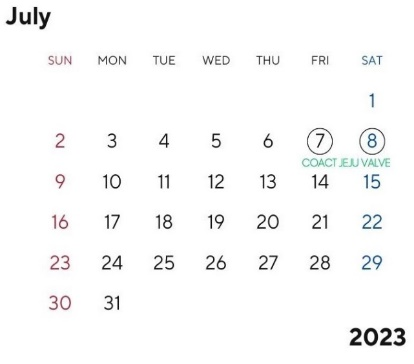 July
SUN MON TUE WED THU FRI SAT
1
2 3 4 5 6 7 8
COACT JEJU VALVE
9 10 11 12 13 14 15
16 17 18 19 20 21 22
23 24 25 26 27 28 29
30 31
2023